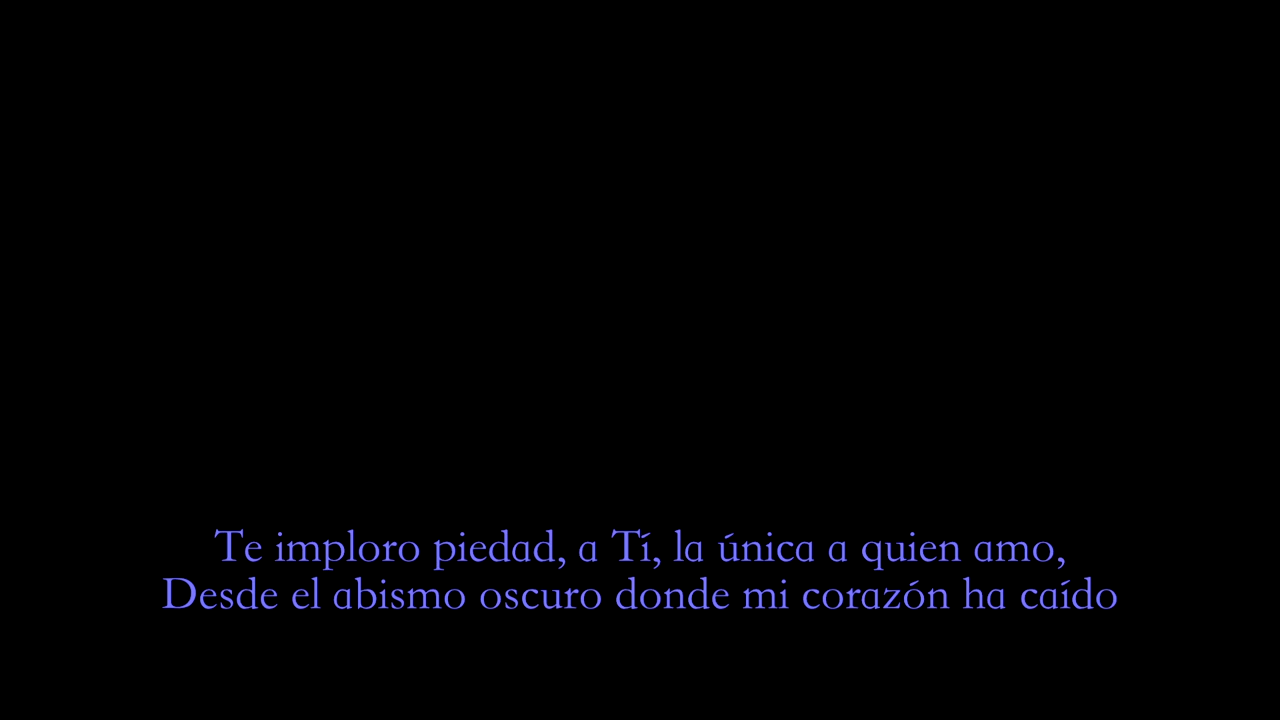 Te imploro piedad, a Tí, la única a quien amo,
Desde el abismo oscuro donde mi corazón ha caído